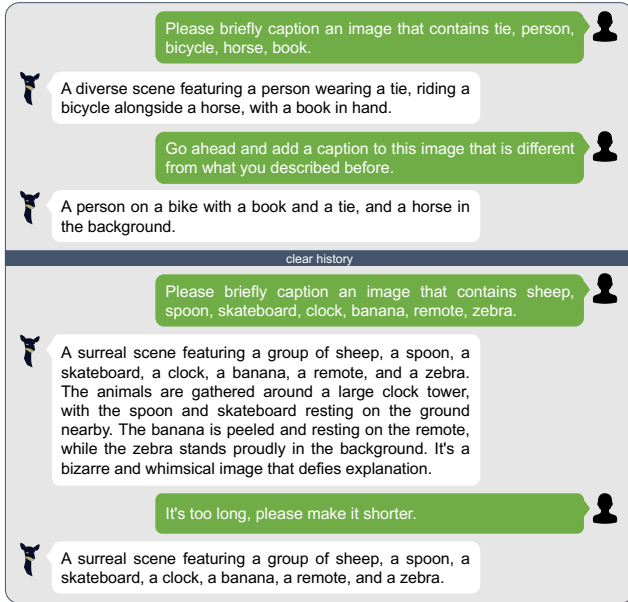 Please briefly caption an image that contains tie, person,
bicycle, horse, book.
A diverse scene featuring a person wearing a tie, riding a
bicycle alongside a horse, with a book in hand.
Go ahead and add a caption to this image that is different
from what you described before.
A person on a bike with a book and a tie, and a horse in
the background.
clear history
Please briefly caption an image that contains sheep,
spoon, skateboard, clock, banana, remote, zebra.
A surreal scene featuring a group of sheep, a spoon, a
skateboard, a clock, a banana, a remote, and a zebra.
The animals are gathered around a large clock tower,
with the spoon and skateboard resting on the ground
nearby. The banana is peeled and resting on the remote,
while the zebra stands proudly in the background. It's a
bizarre and whimsical image that defies explanation.
It's too long, please make it shorter.
A surreal scene featuring a group of sheep, a spoon, a
skateboard, a clock, a banana, a remote, and a zebra.